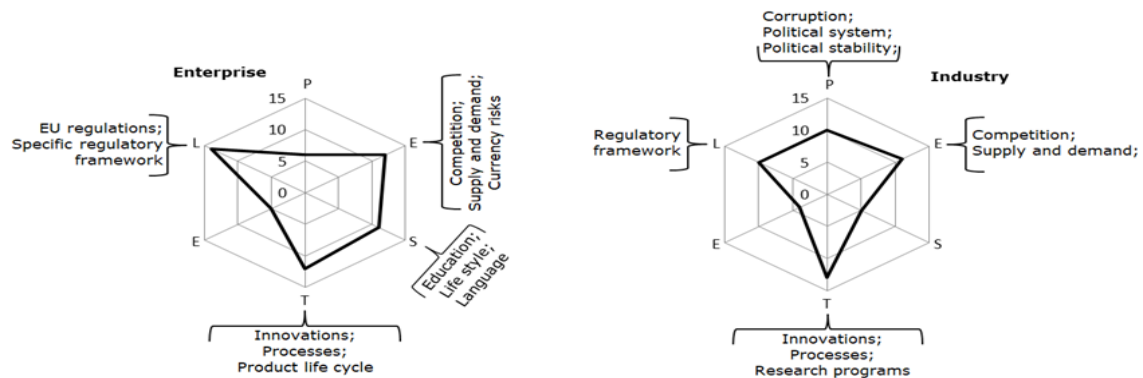 Enterprise
P
15
10
5
0
E
S
T
E
L
EU regulations;
Specific regulatory
framework
Competition;
Supply and demand;
Currency risks
Education;
Life style;
Language
Innovations;
Processes;
Product life cycle
Corruption;
Political system;
Political stability;
Industry
P
15
10
5
0
E
S
T
E
L
Regulatory
framework
Competition;
Supply and demand;
Innovations;
Processes;
Research programs